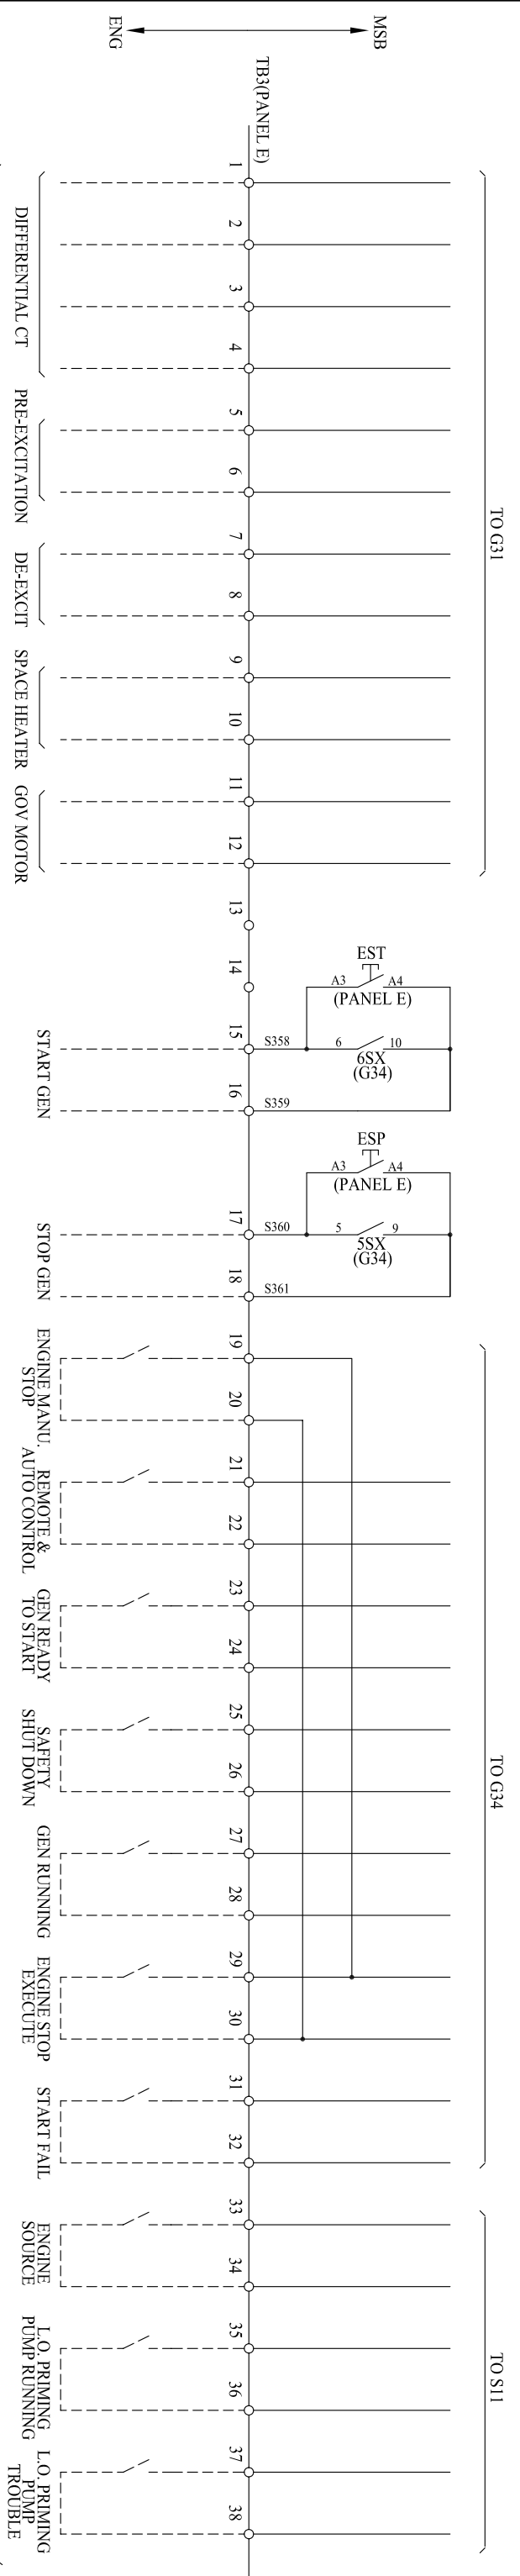 MSB
ENG
TB3(PANEL E)
TO G31
1
2
3
4
DIFFERENTIAL CT
5
6
PRE-EXCITATION
7
8
DE-EXCIT
9
10
SPACE HEATER
11
12
GOV MOTOR
13
14
EST
A3
A4
(PANEL E)
15
S358
6
10
6SX
(G34)
16
S359
START GEN
ESP
A3
A4
(PANEL E)
17
S360
5
9
5SX
(G34)
18
S361
STOP GEN
TO G34
19
20
ENGINE MANU.
STOP
21
22
REMOTE &
AUTO CONTROL
23
24
GEN READY
TO START
25
26
SAFETY
SHUT DOWN
27
28
GEN RUNNING
29
30
ENGINE STOP
EXECUTE
31
32
START FAIL
TO S11
33
34
ENGINE
SOURCE
35
36
L.O. PRIMING
PUMP RUNNING
37
38
L.O. PRIMING
PUMP
TROUBLE